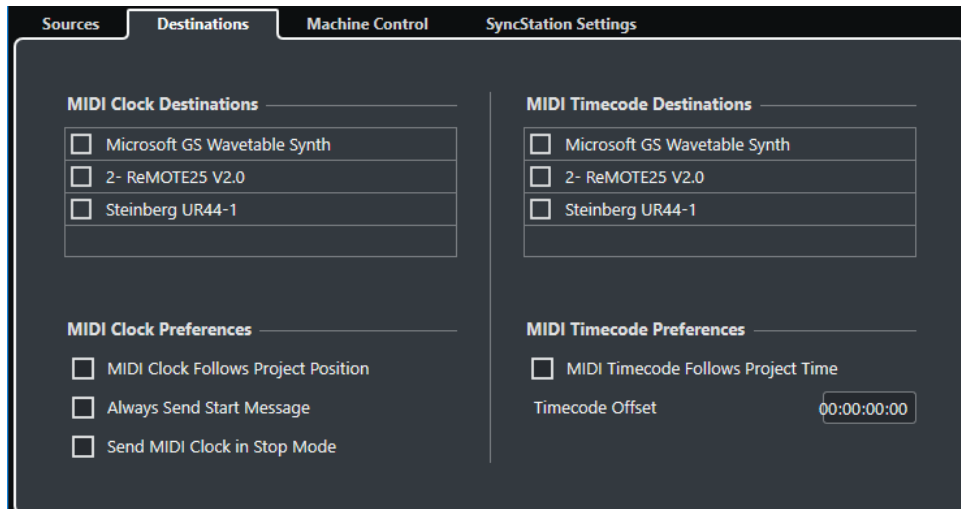 Sources
Destinations
Machine Control
SyncStation Settings
MIDI Clock Destinations
Microsoft GS Wavetable Synth
2- ReMOTE25 V2.0
Steinberg UR44-1
MIDI Clock Preferences
MIDI Clock Follows Project Position
Always Send Start Message
Send MIDI Clock in Stop Mode
MIDI Timecode Destinations
Microsoft GS Wavetable Synth
2- ReMOTE25 V2.0
Steinberg UR44-1
MIDI Timecode Preferences
MIDI Timecode Follows Project Time
Timecode Offset 00:00:00:00